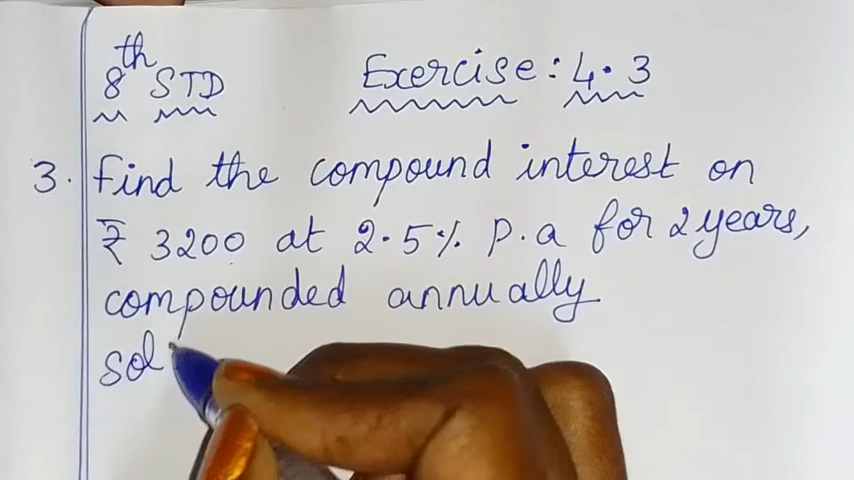 8th STD Exercise: 4.3
3. Find the compound interest on
₹ 3200 at 2.5% p.a for 2 years,
compounded annually
sol